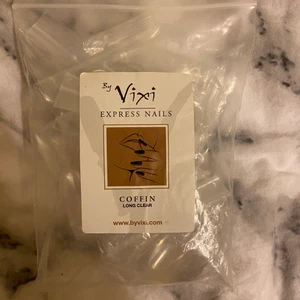 By Vixi
EXPRESS NAILS
COFFIN
LONG CLEAR
www.byvixi.com